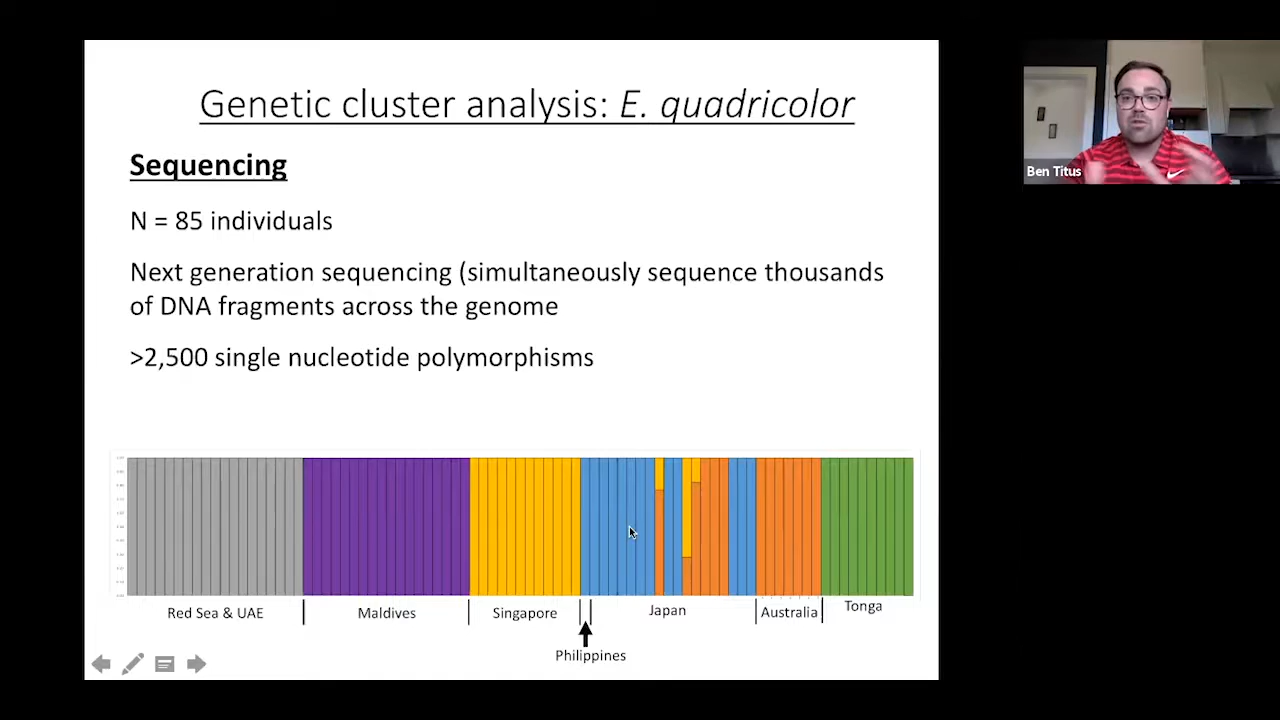 Genetic cluster analysis: E. quadricolor
Sequencing
N = 85 individuals
Next generation sequencing (simultaneously sequence thousands
of DNA fragments across the genome
>2,500 single nucleotide polymorphisms
Red Sea & UAE
Maldives
Singapore
Japan
Australia
Tonga
Philippines
Ben Titus